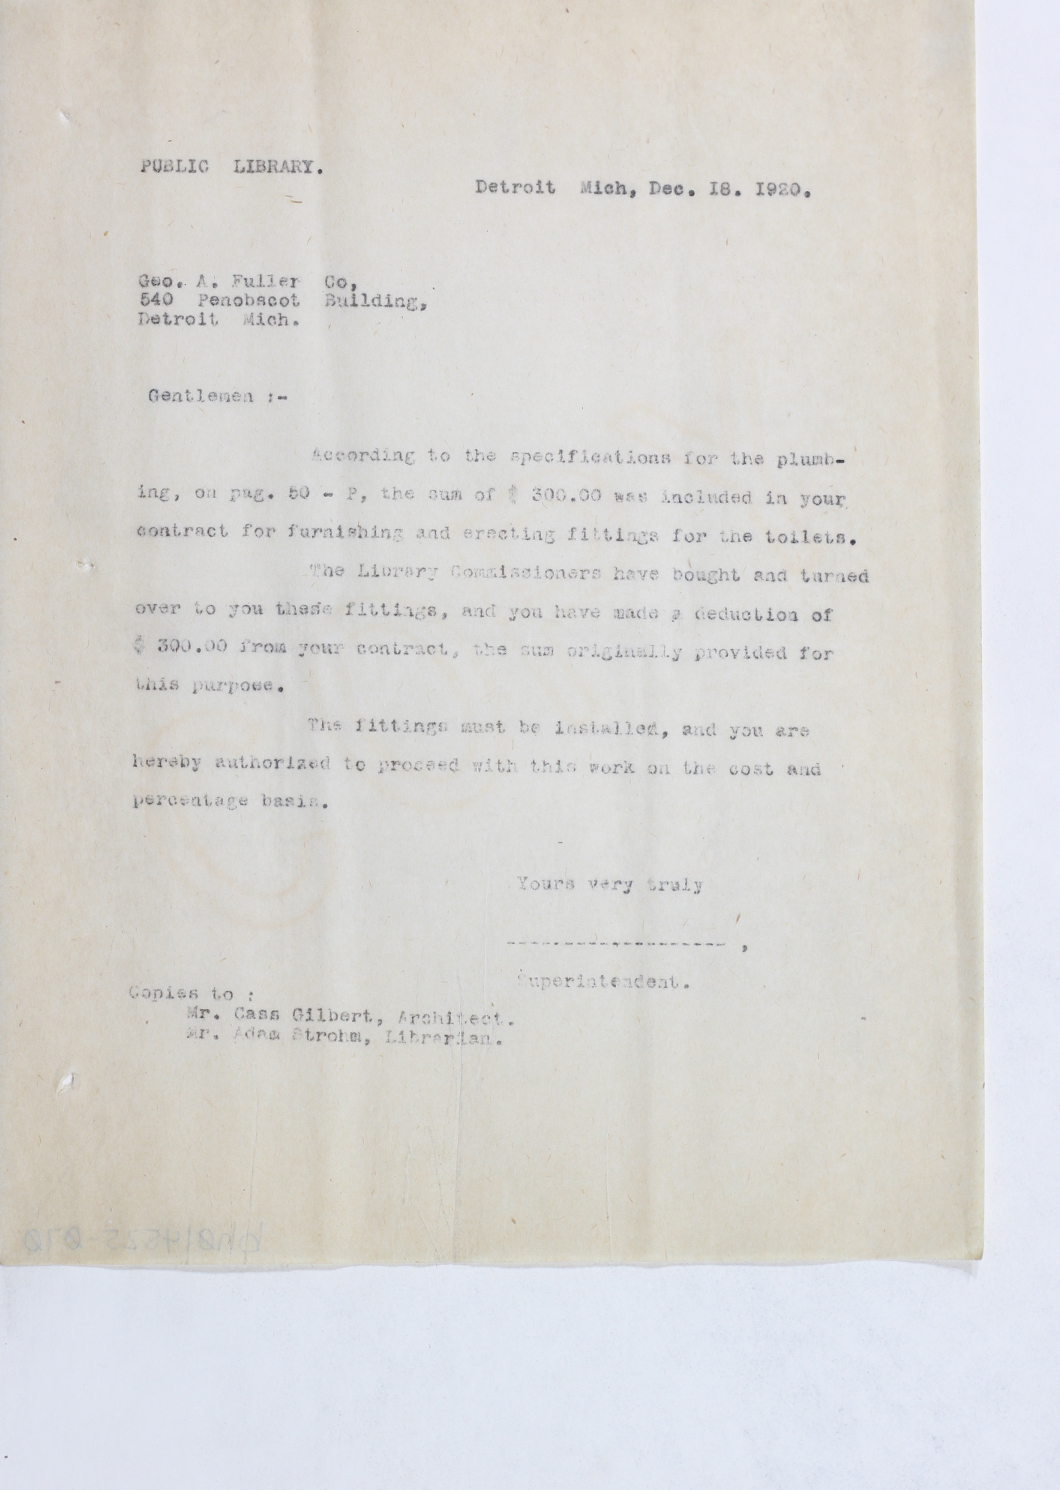 PUBLIC LIBRARY.
Detroit Mich, Dec. I8. I920.
Geo. A. Fuller Co,
540 Penobscot Building,
Detroit Mich.
Gentlemen :-
According to the specifications for the plumb-
ing, on pag. 50 - P, the sum of $ 300.00 was included in your
contract for furnishing and erecting fittings for the toilets.
The Library Commissioners have bought and turned
over to you these fittings, and you have made a deduction of
$ 300.00 from your contract, the sum originally provided for
this purpose.
The fittings must be installed, and you are
hereby authorized to proceed with this work on the cost and
percentage basis.
Yours very truly
--------------------- ,
Superintendent.
Copies to :
Mr. Cass Gilbert, Architect.
Mr. Adam Strohm, Librarian.